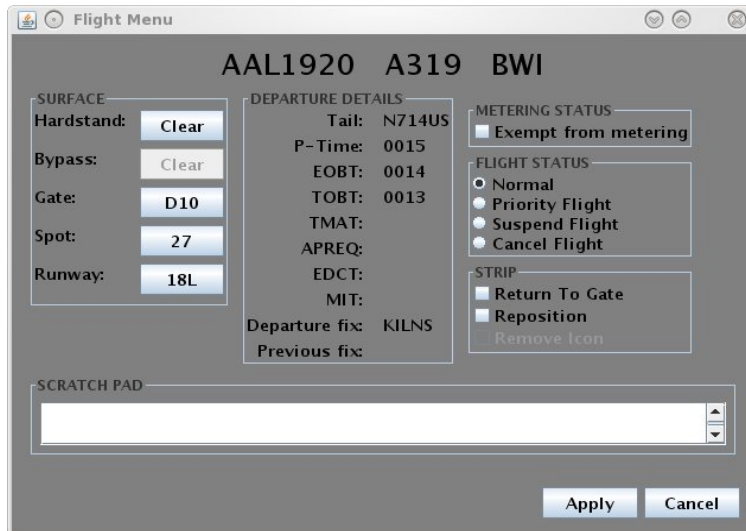 Flight Menu
AAL1920 A319 BWI
SURFACE
Hardstand: Clear
Bypass: Clear
Gate: D10
Spot: 27
Runway: 18L
DEPARTURE DETAILS
Tail: N714US
P-Time: 0015
EOBT: 0014
TOBT: 0013
TMAT:
APREQ:
EDCT:
MIT:
Departure fix: KILNS
Previous fix:
METERING STATUS
Exempt from metering
FLIGHT STATUS
Normal
Priority Flight
Suspend Flight
Cancel Flight
STRIP
Return To Gate
Reposition
Remove Icon
SCRATCH PAD
Apply Cancel